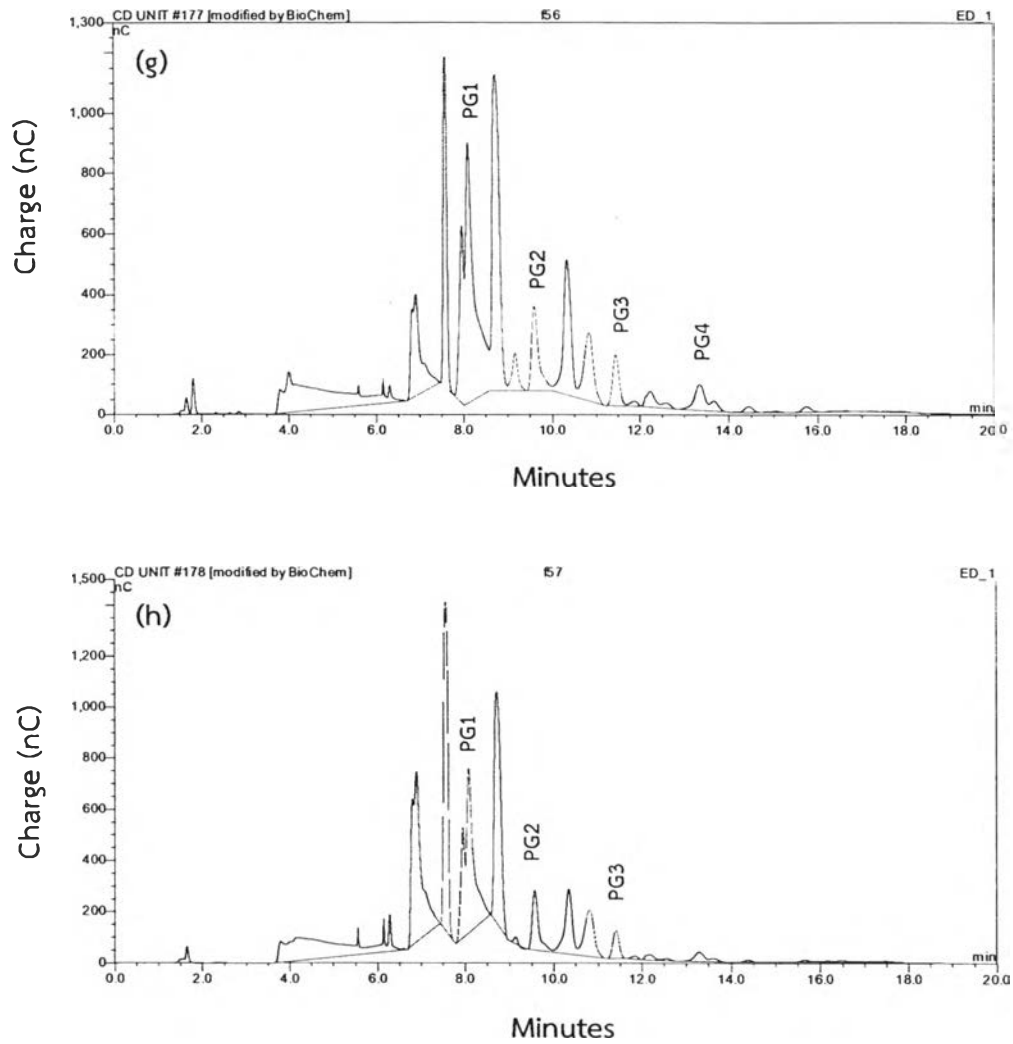 CD UNIT #177 [modified by BioChem] f56 ED_1
1,300
nC
(g)
1,000
800
600
400
200
0
PG1
PG2
PG3
PG4
Charge (nC)
min
0.0 2.0 4.0 6.0 8.0 10.0 12.0 14.0 16.0 18.0 20.0
Minutes
CD UNIT #178 [modified by BioChem] f57 ED_1
1,500
nC
(h)
1,200
1,000
800
600
400
200
0
PG1
PG2
PG3
Charge (nC)
min
0.0 2.0 4.0 6.0 8.0 10.0 12.0 14.0 16.0 18.0 20.0
Minutes